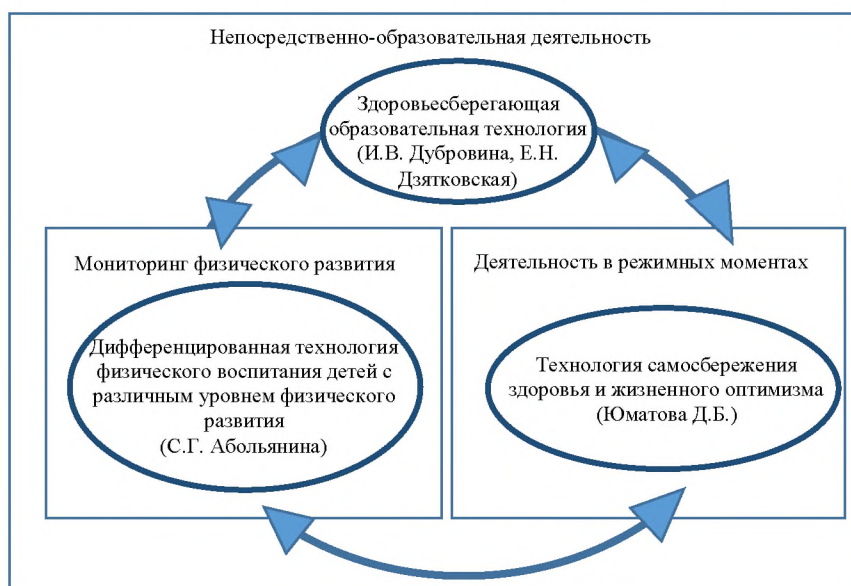 Непосредственно-образовательная деятельность
Здоровьесберегающая
образовательная технология
(И.В. Дубровина, Е.Н.
Дзятковская)
Мониторинг физического развития
Дифференцированная технология
физического воспитания детей с
различным уровнем физического
развития
(С.Г. Абольянина)
Деятельность в режимных моментах
Технология самосбережения
здоровья и жизненного оптимизма
(Юматова Д.Б.)